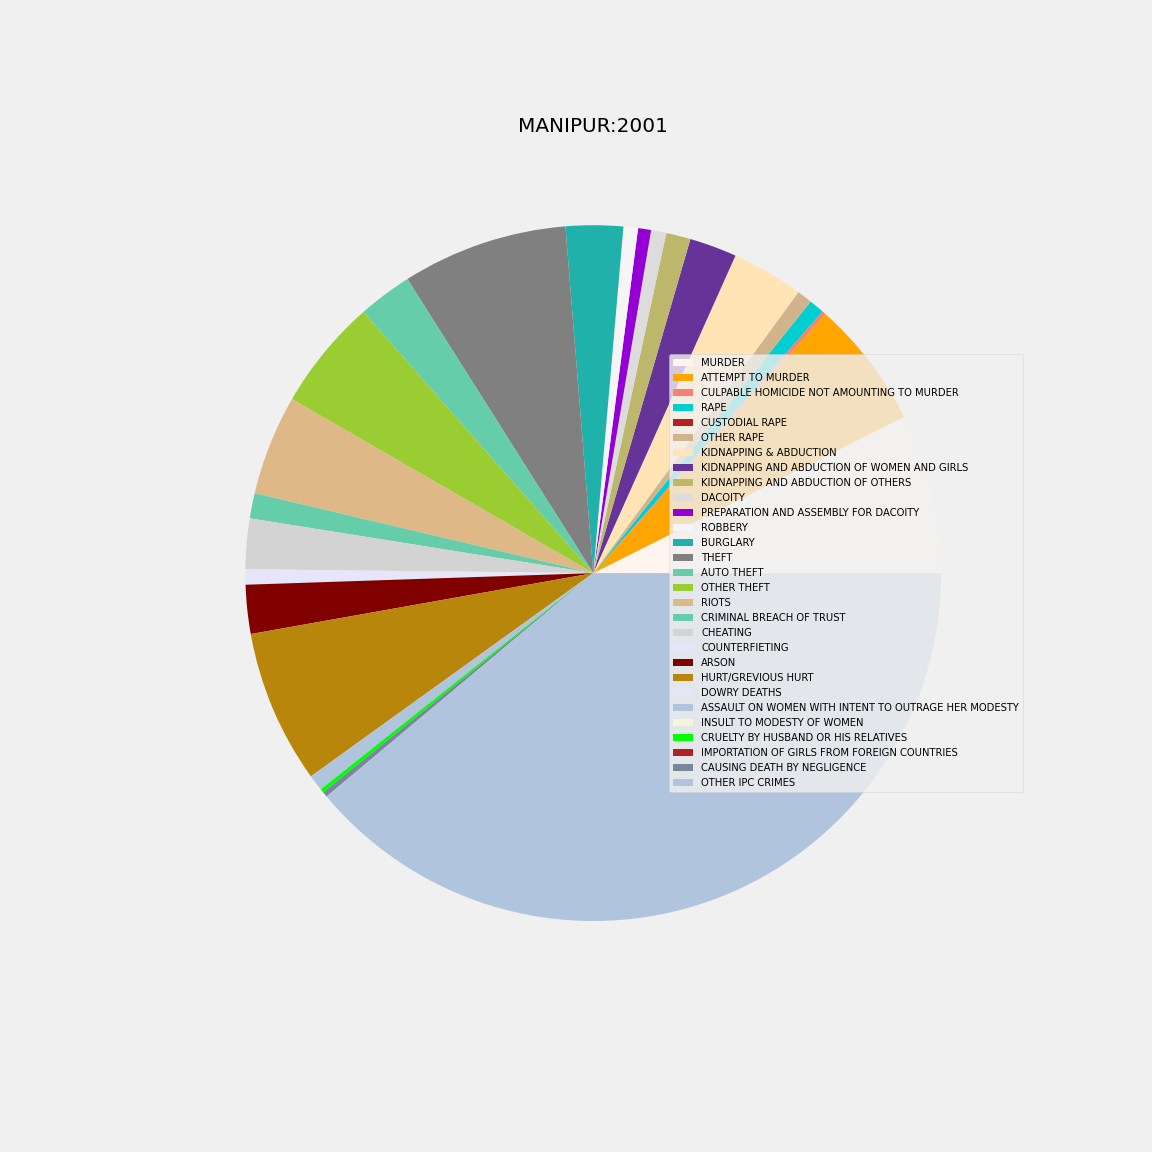 MANIPUR:2001
MURDER
ATTEMPT TO MURDER
CULPABLE HOMICIDE NOT AMOUNTING TO MURDER
RAPE
CUSTODIAL RAPE
OTHER RAPE
KIDNAPPING & ABDUCTION
KIDNAPPING AND ABDUCTION OF WOMEN AND GIRLS
KIDNAPPING AND ABDUCTION OF OTHERS
DACOITY
PREPARATION AND ASSEMBLY FOR DACOITY
ROBBERY
BURGLARY
THEFT
AUTO THEFT
OTHER THEFT
RIOTS
CRIMINAL BREACH OF TRUST
CHEATING
COUNTERFIETING
ARSON
HURT/GREVIOUS HURT
DOWRY DEATHS
ASSAULT ON WOMEN WITH INTENT TO OUTRAGE HER MODESTY
INSULT TO MODESTY OF WOMEN
CRUELTY BY HUSBAND OR HIS RELATIVES
IMPORTATION OF GIRLS FROM FOREIGN COUNTRIES
CAUSING DEATH BY NEGLIGENCE
OTHER IPC CRIMES